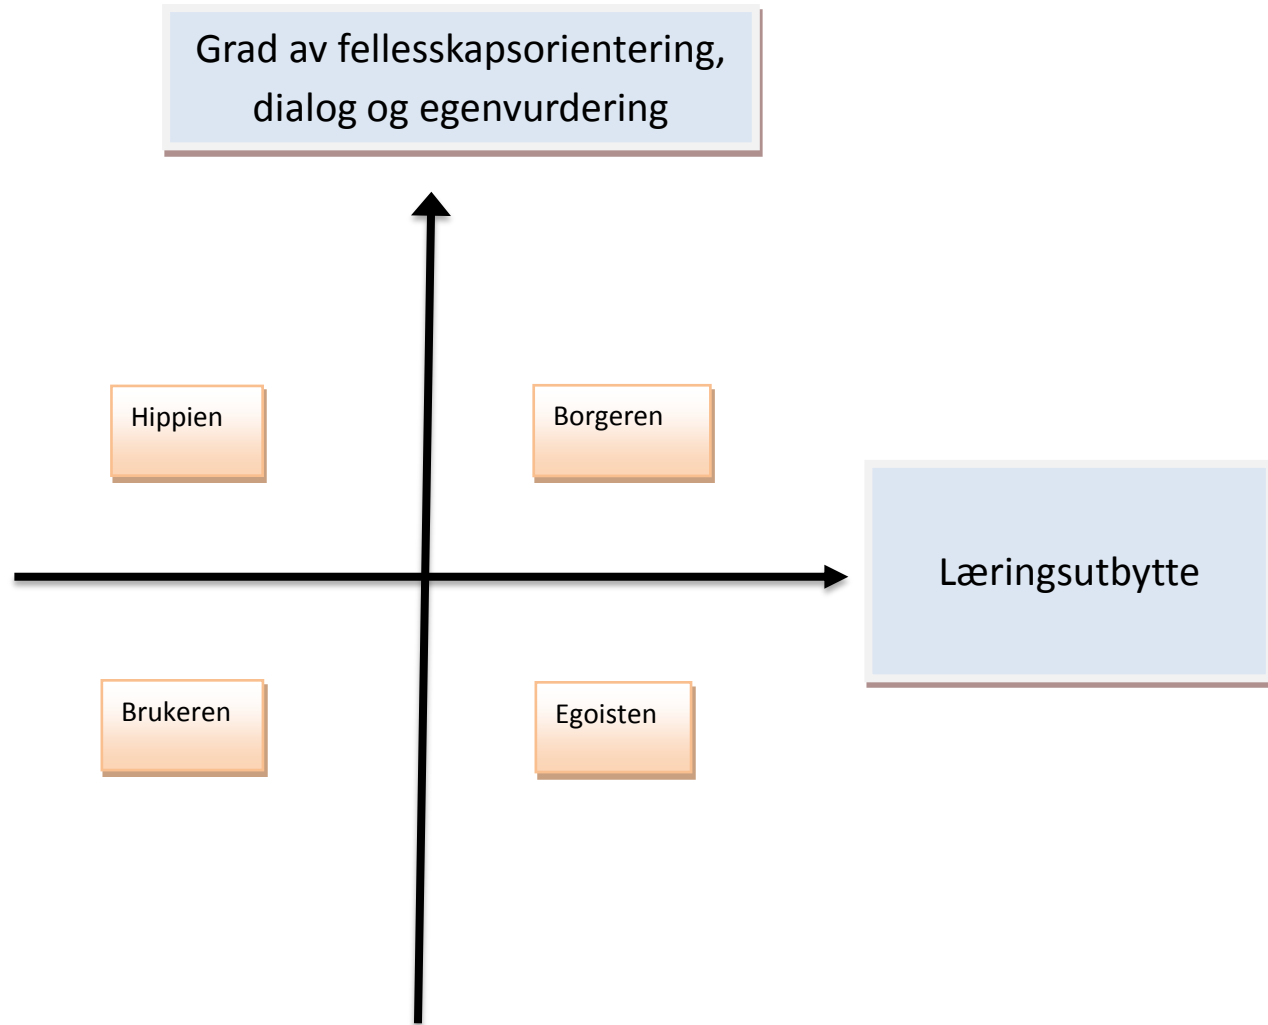 Grad av fellesskapsorientering,
dialog og egenvurdering
Hippien
Borgeren
Læringsutbytte
Brukeren
Egoisten